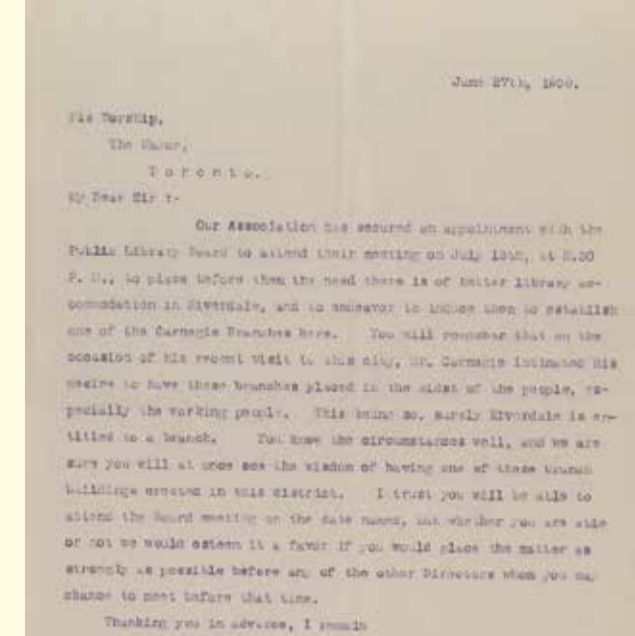 June 27th,
His Worship,
The Mayor,
Toronto.
My Dear Sir :-
Our Association has secured an appointment with the
Public Library Board to attend their meeting on July at
P. M., to place before them the need there is of better library ac-
commodation in Riverdale, and to endeavor to induce them to establish
one of the Carnegie Branches here. You will remember that on the
occasion of his recent visit to this city, Mr. Carnegie intimated his
desire to have these branches placed in the midst of the people, es-
pecially the working people. This being so, surely Riverdale is en-
titled to a branch. You know the circumstances well, and we are
sure you will at once see the wisdom of having one of these branch
buildings erected in this district. I trust you will be able to
attend the Board meeting on the date named, but whether you are able
or not we would esteem it a favor if you would place the matter as
strongly as possible before any of the other Directors whom you may
chance to meet before that time.
Thanking you in advance, I remain